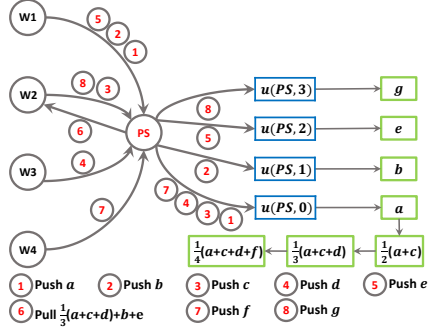 W1
5
2
1
8
u(PS, 3)
g
W2
8
3
PS
5
u(PS, 2)
e
6
2
u(PS, 1)
b
W3
4
7
4
3
1
u(PS, 0)
a
7
W4
1/4(a+c+d+f)
1/3(a+c+d)
1/2(a+c)
1 Push a
2 Push b
3 Push c
4 Push d
5 Push e
6 Pull 1/3(a+c+d)+b+e
7 Push f
8 Push g